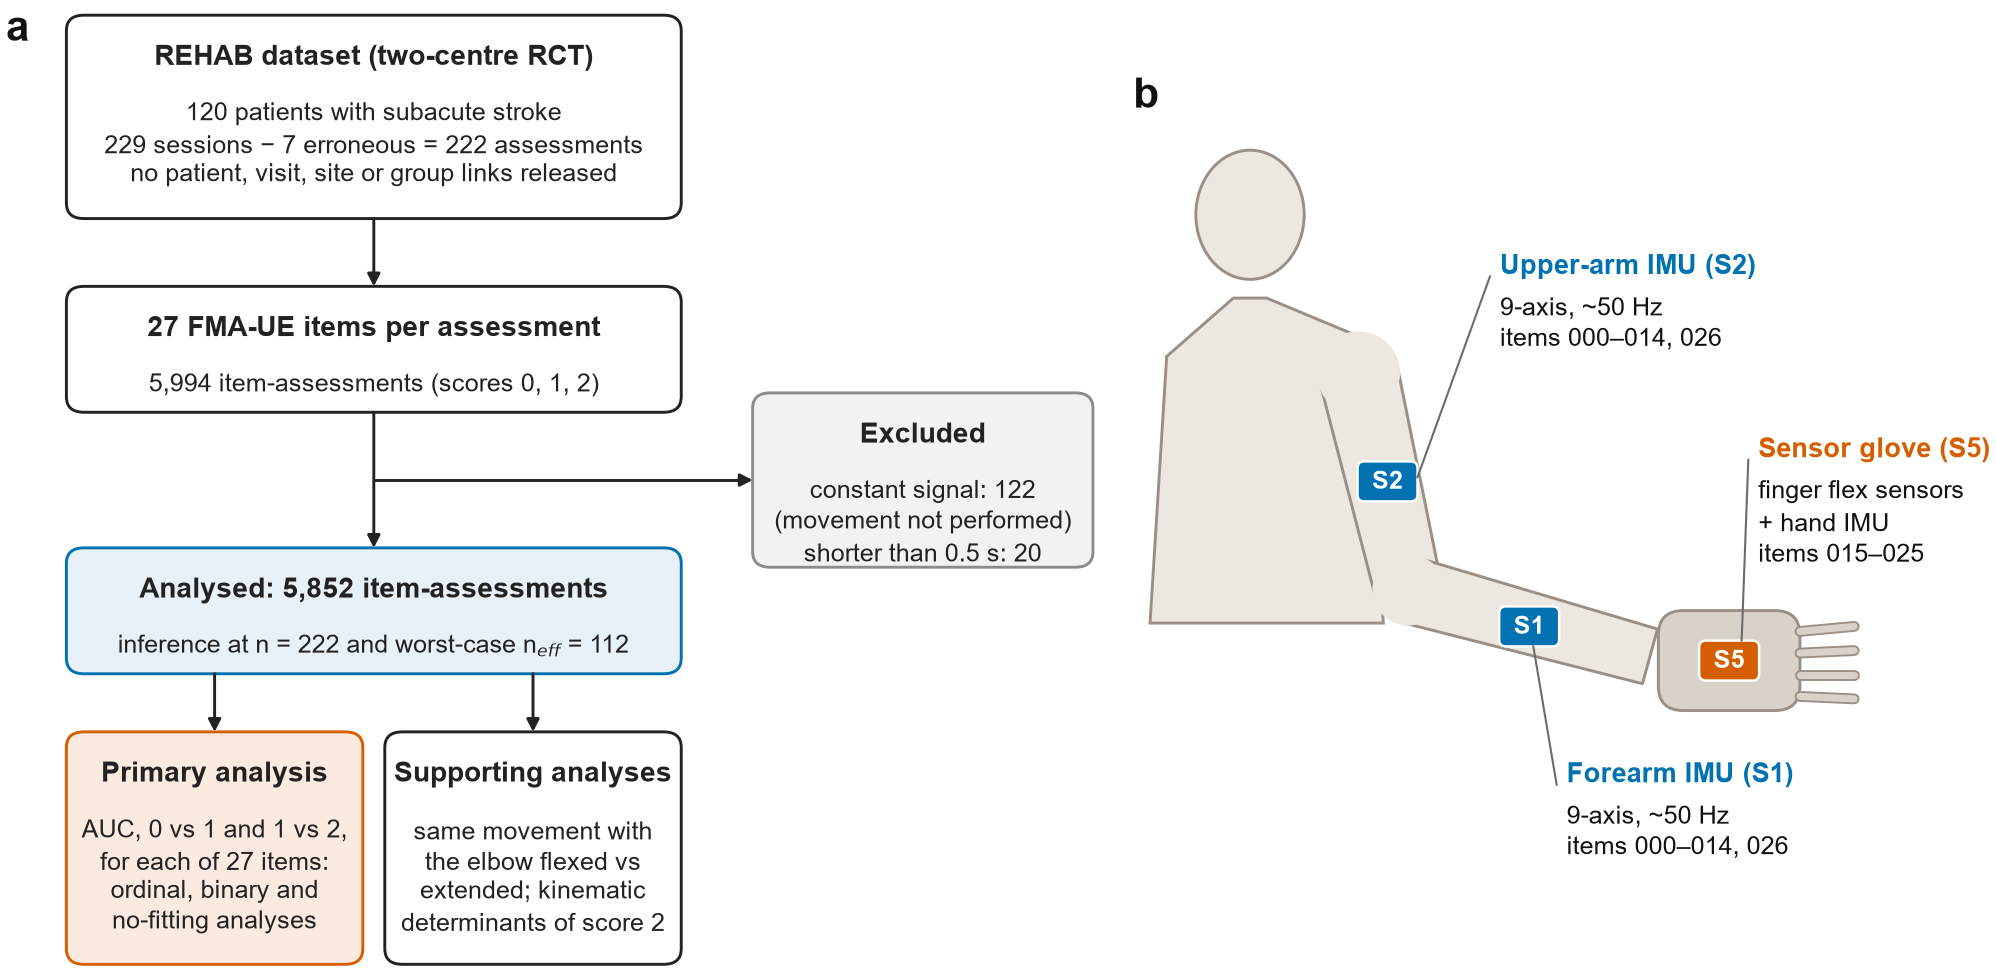 a
REHAB dataset (two-centre RCT)
120 patients with subacute stroke
229 sessions − 7 erroneous = 222 assessments
no patient, visit, site or group links released
27 FMA-UE items per assessment
5,994 item-assessments (scores 0, 1, 2)
Excluded
constant signal: 122
(movement not performed)
shorter than 0.5 s: 20
Analysed: 5,852 item-assessments
inference at n = 222 and worst-case n_eff = 112
Primary analysis
AUC, 0 vs 1 and 1 vs 2,
for each of 27 items:
ordinal, binary and
no-fitting analyses
Supporting analyses
same movement with
the elbow flexed vs
extended; kinematic
determinants of score 2
b
Upper-arm IMU (S2)
9-axis, ~50 Hz
items 000–014, 026
Sensor glove (S5)
finger flex sensors
+ hand IMU
items 015–025
S2
S1
S5
Forearm IMU (S1)
9-axis, ~50 Hz
items 000–014, 026